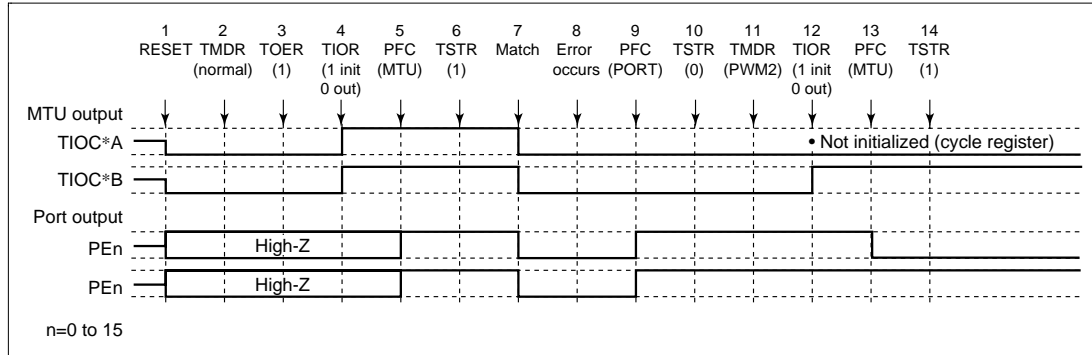 1 2 3 4 5 6 7 8 9 10 11 12 13 14
RESET TMDR TOER TIOR PFC TSTR Match Error PFC TSTR TMDR TIOR PFC TSTR
(normal) (1) (1 init (MTU) (1) occurs (PORT) (0) (PWM2) (1 init (MTU) (1)
0 out) 0 out)
MTU output
TIOC*A • Not initialized (cycle register)
TIOC*B
Port output
PEn High-Z
PEn High-Z
n=0 to 15